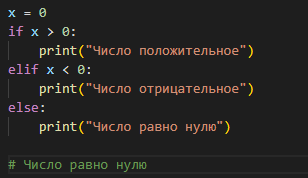 x = 0
if x > 0:
    print("Число положительное")
elif x < 0:
    print("Число отрицательное")
else:
    print("Число равно нулю")

# Число равно нулю